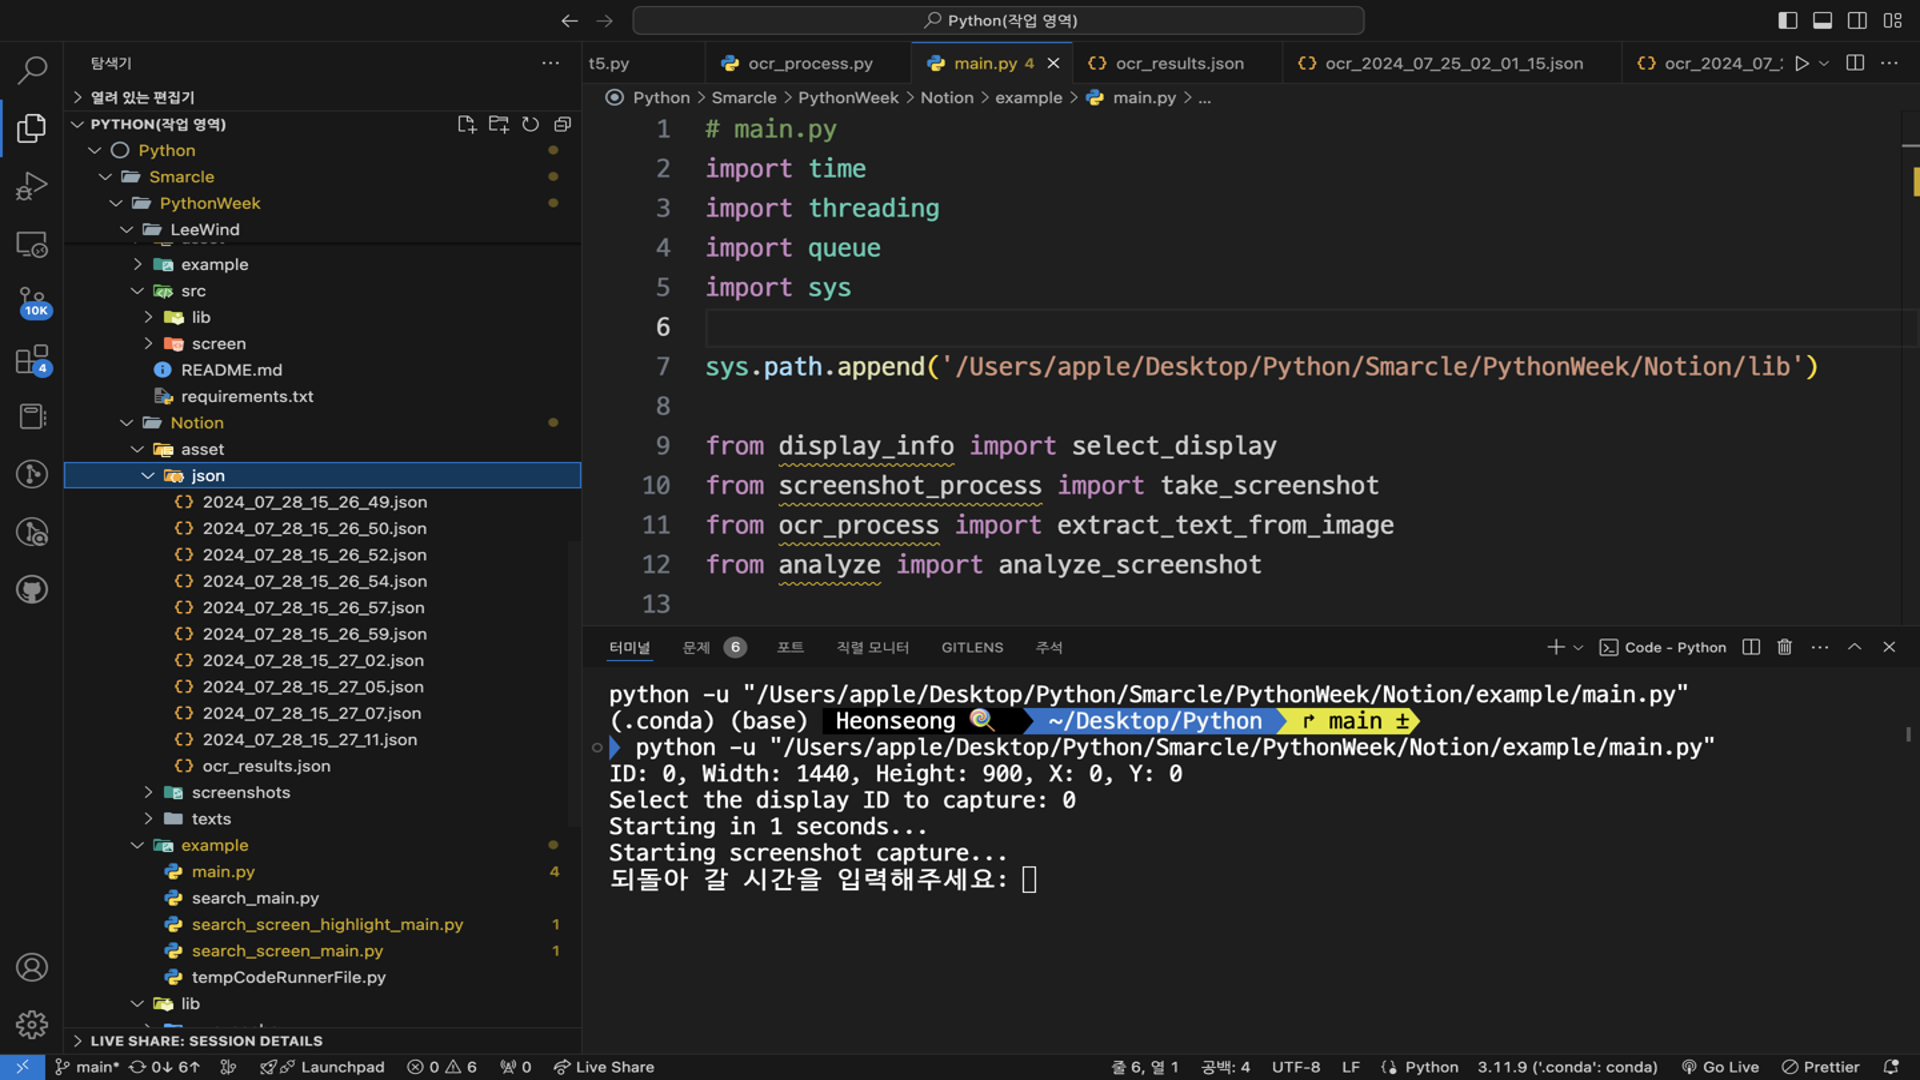 Python(작업 영역)
탐색기
열려 있는 편집기
PYTHON(작업 영역)
Python
Smarcle
PythonWeek
LeeWind
example
src
lib
screen
README.md
requirements.txt
Notion
asset
json
2024_07_28_15_26_49.json
2024_07_28_15_26_50.json
2024_07_28_15_26_52.json
2024_07_28_15_26_54.json
2024_07_28_15_26_57.json
2024_07_28_15_26_59.json
2024_07_28_15_27_02.json
2024_07_28_15_27_05.json
2024_07_28_15_27_07.json
2024_07_28_15_27_11.json
ocr_results.json
screenshots
texts
example
main.py 4
search_main.py
search_screen_highlight_main.py 1
search_screen_main.py 1
tempCodeRunnerFile.py
lib
LIVE SHARE: SESSION DETAILS
10K
4
t5.py ocr_process.py main.py 4 ocr_results.json ocr_2024_07_25_02_01_15.json ocr_2024_07_
Python > Smarcle > PythonWeek > Notion > example > main.py > ...
1 # main.py
2 import time
3 import threading
4 import queue
5 import sys
6
7 sys.path.append('/Users/apple/Desktop/Python/Smarcle/PythonWeek/Notion/lib')
8
9 from display_info import select_display
10 from screenshot_process import take_screenshot
11 from ocr_process import extract_text_from_image
12 from analyze import analyze_screenshot
13
터미널 문제 6 포트 직렬 모니터 GITLENS 주석 Code - Python
python -u "/Users/apple/Desktop/Python/Smarcle/PythonWeek/Notion/example/main.py"
(.conda) (base) Heonseong ~/Desktop/Python main ±
python -u "/Users/apple/Desktop/Python/Smarcle/PythonWeek/Notion/example/main.py"
ID: 0, Width: 1440, Height: 900, X: 0, Y: 0
Select the display ID to capture: 0
Starting in 1 seconds...
Starting screenshot capture...
되돌아 갈 시간을 입력해주세요:
main* 0↓ 6↑ Launchpad 0 6 0 Live Share 줄 6, 열 1 공백: 4 UTF-8 LF Python 3.11.9 ('.conda': conda) Go Live Prettier